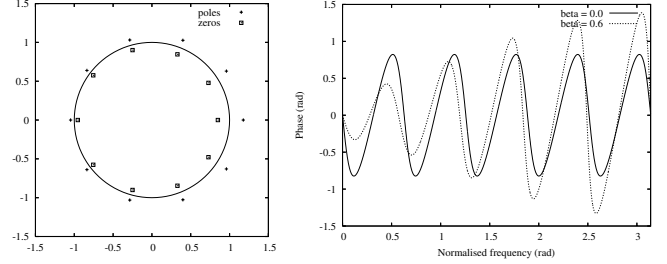 poles
zeros
1.5
1
0.5
0
-0.5
-1
-1.5
-1.5 -1 -0.5 0 0.5 1 1.5
beta = 0.0
beta = 0.6
Phase (rad)
1.5
1
0.5
0
-0.5
-1
-1.5
0 0.5 1 1.5 2 2.5 3
Normalised frequency (rad)